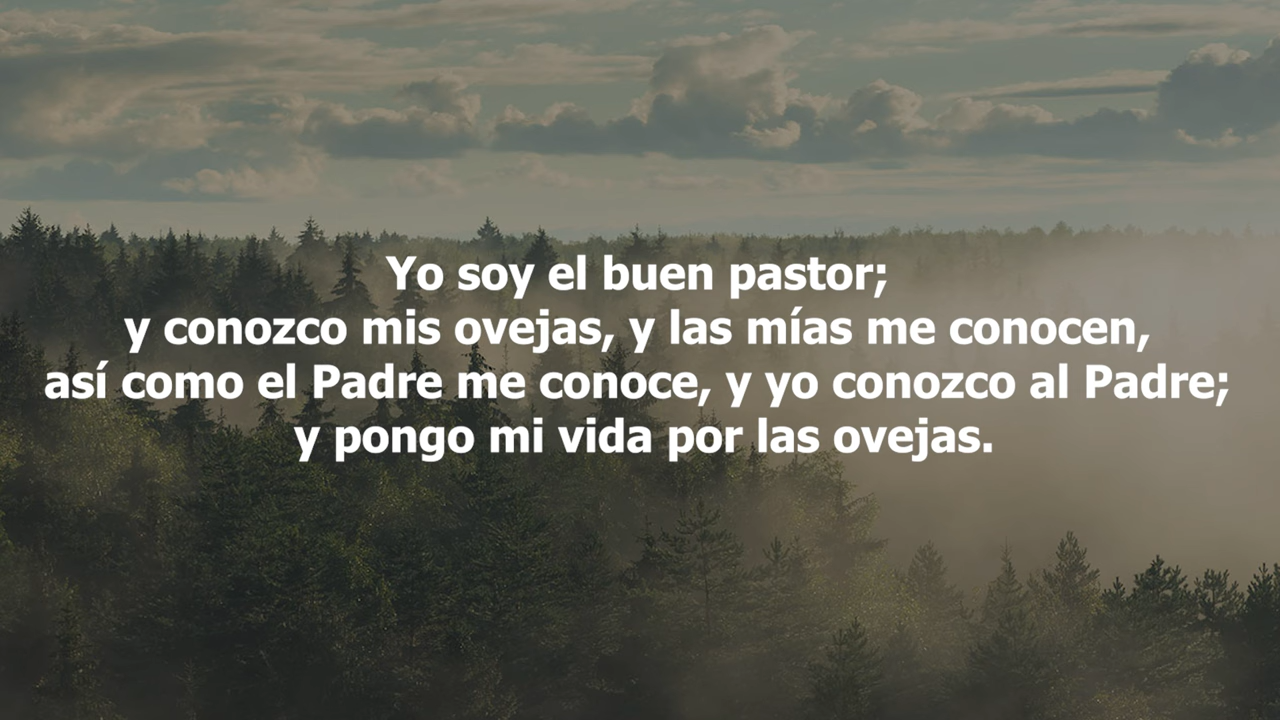 Yo soy el buen pastor;
y conozco mis ovejas, y las mías me conocen,
así como el Padre me conoce, y yo conozco al Padre;
y pongo mi vida por las ovejas.